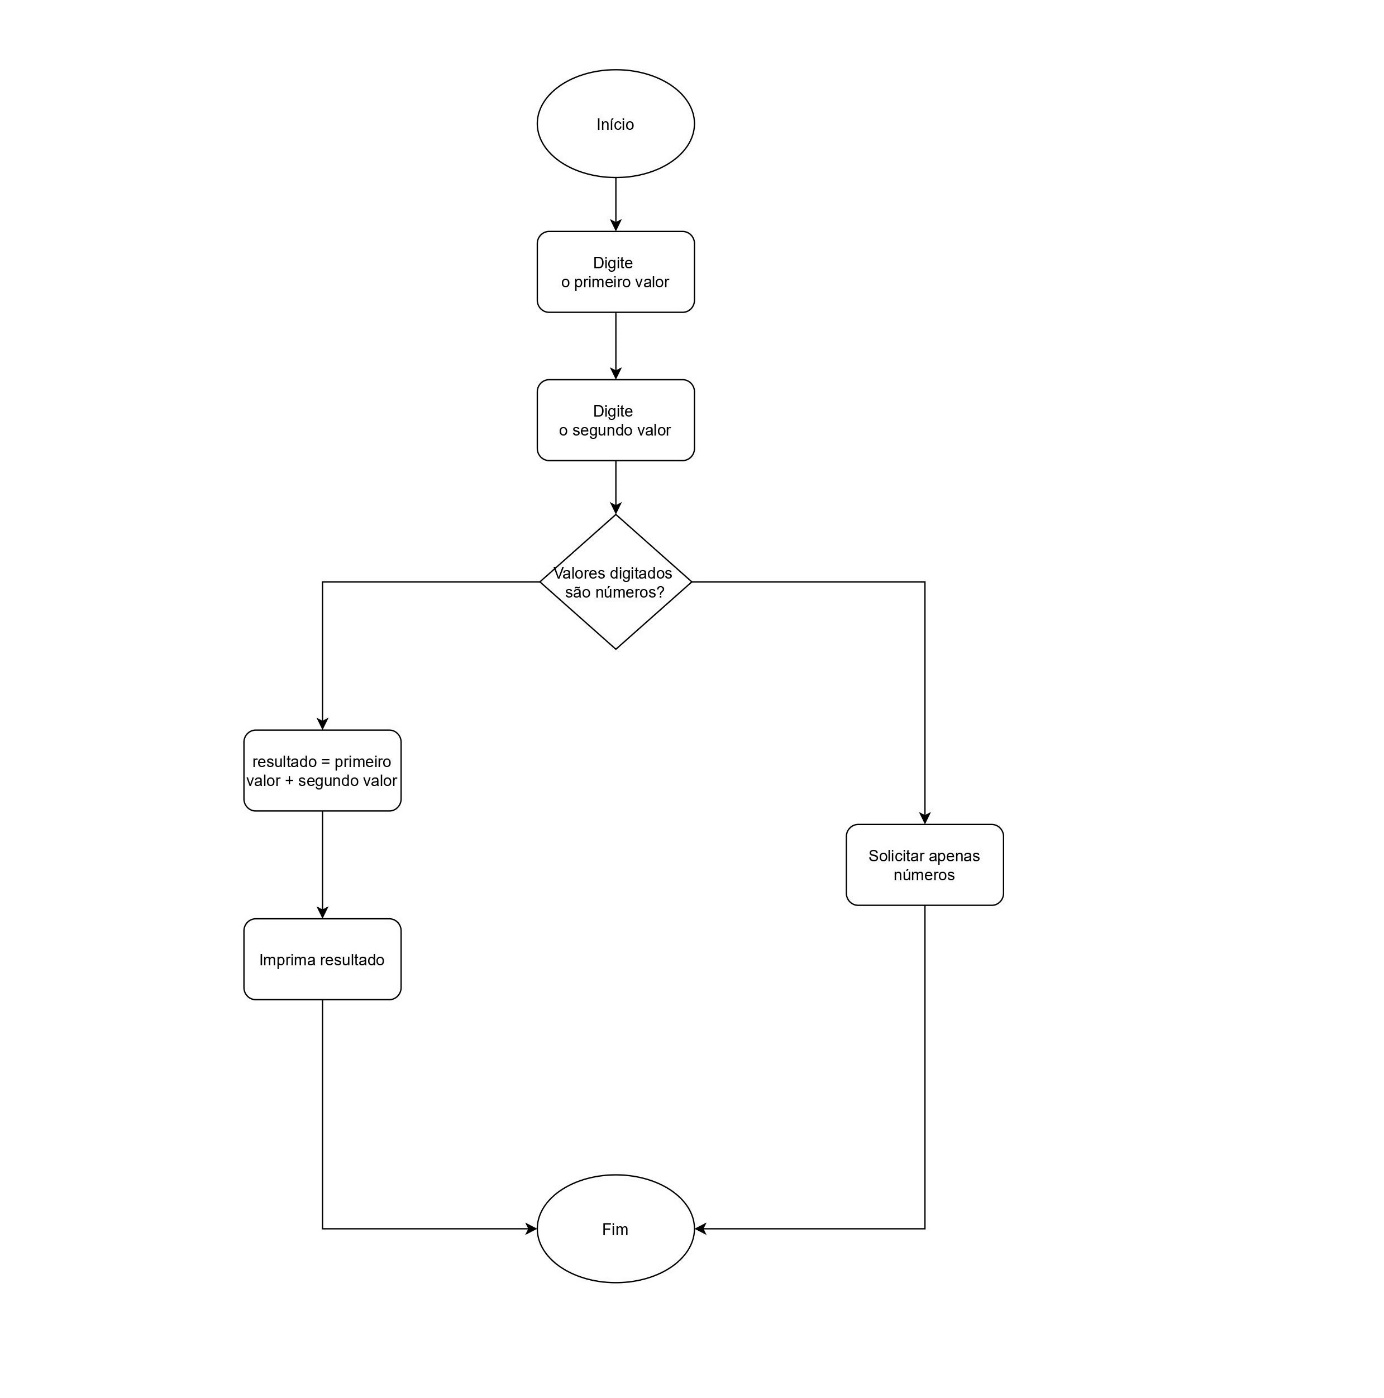 Início
Digite
o primeiro valor
Digite
o segundo valor
Valores digitados
são números?
resultado = primeiro
valor + segundo valor
Solicitar apenas
números
Imprima resultado
Fim